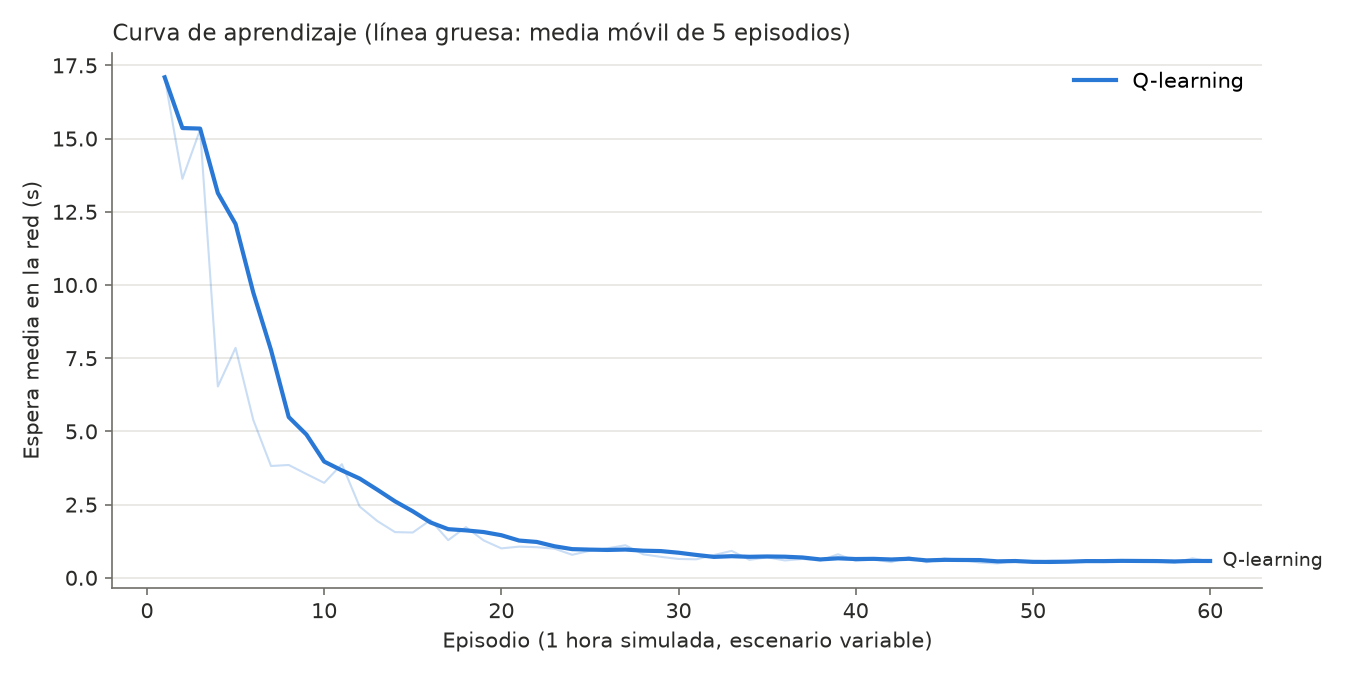 Curva de aprendizaje (línea gruesa: media móvil de 5 episodios)
Q-learning
Espera media en la red (s)
17.5
15.0
12.5
10.0
7.5
5.0
2.5
0.0
Q-learning
0 10 20 30 40 50 60
Episodio (1 hora simulada, escenario variable)